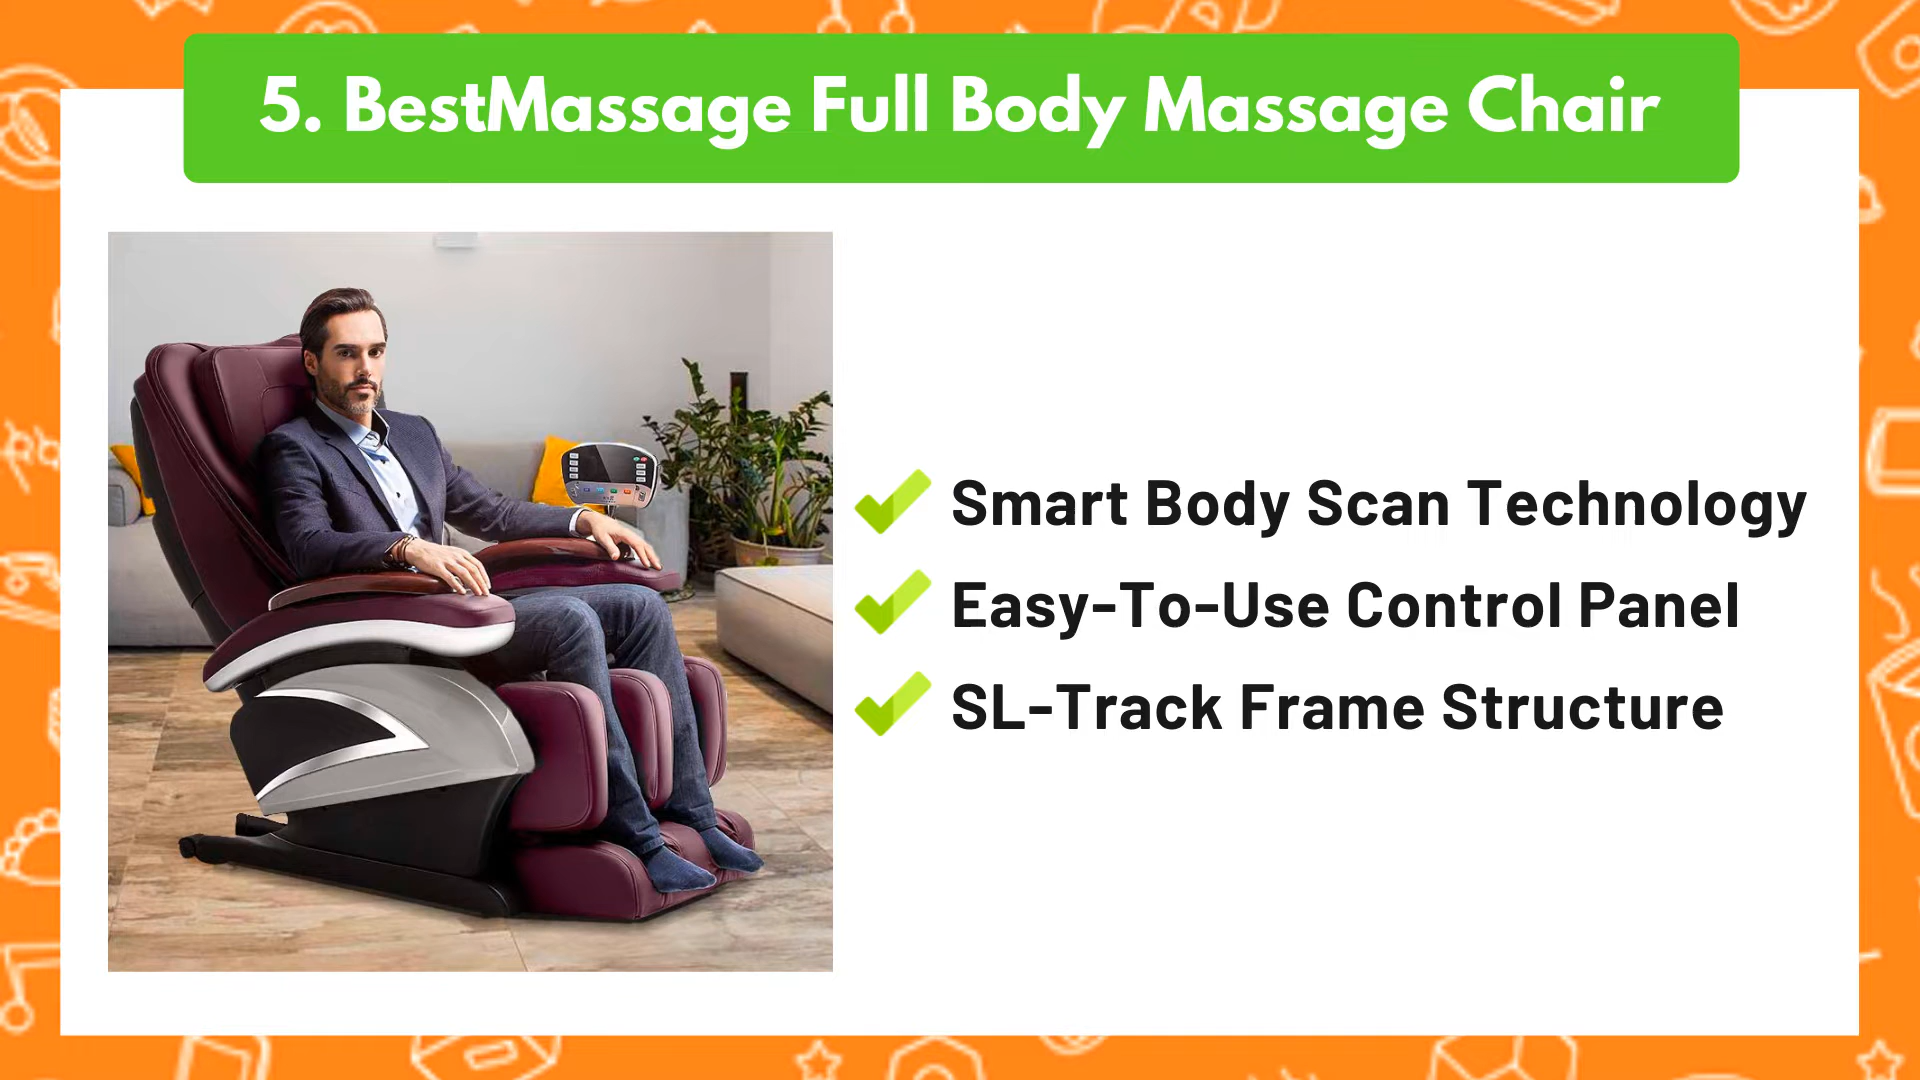 5. BestMassage Full Body Massage Chair
Smart Body Scan Technology
Easy-To-Use Control Panel
SL-Track Frame Structure